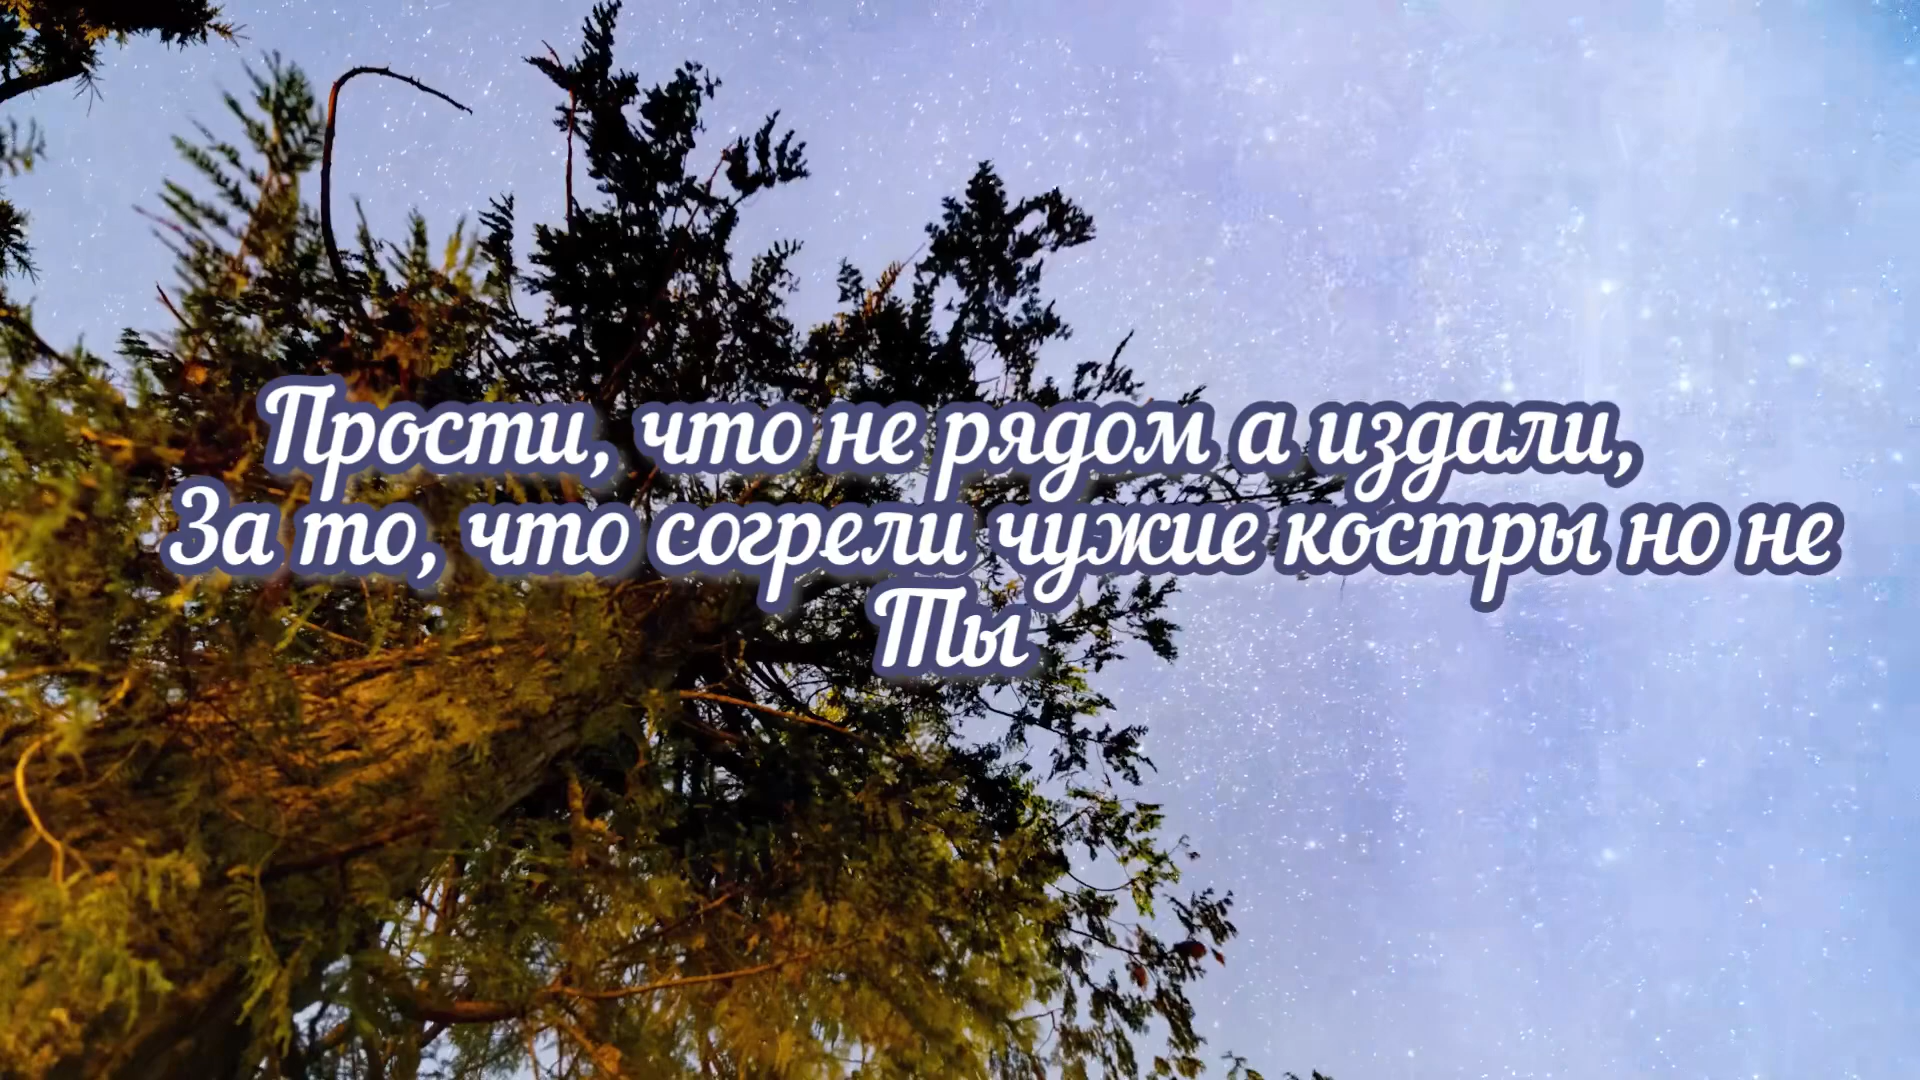 Прости, что не рядом а издали,
За то, что согрели чужие костры но не
Ты